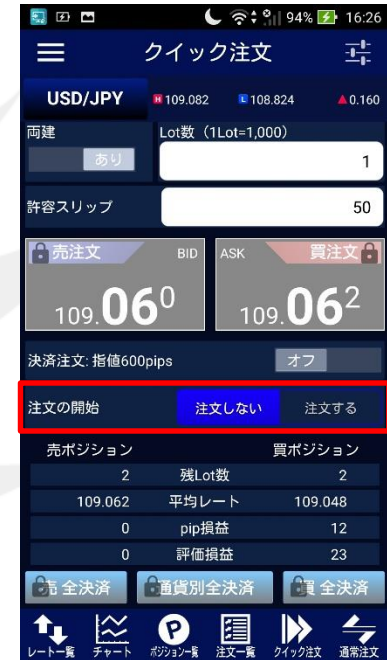 94% 16:26
クイック注文
USD/JPY H 109.082 L 108.824 ▲0.160
両建 Lot数（1Lot=1,000）
あり 1
許容スリップ 50
売注文 BID ASK 買注文
109.060 109.062
決済注文: 指値600pips オフ
注文の開始 注文しない 注文する
売ポジション 買ポジション
2 残Lot数 2
109.062 平均レート 109.048
0 pip損益 12
0 評価損益 23
売 全決済 通貨別全決済 買 全決済
レート一覧 チャート ポジション一覧 注文一覧 クイック注文 通常注文